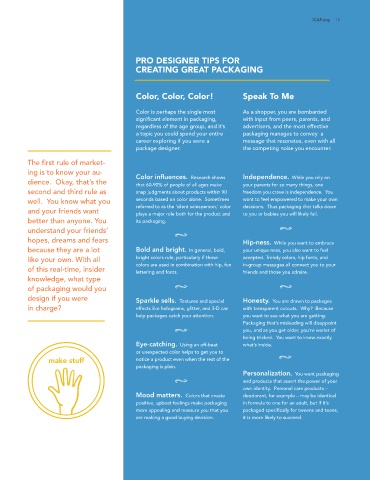 PRO DESIGNER TIPS FOR
CREATING GREAT PACKAGING
Color, Color, Color!
Color is perhaps the single most
significant element in packaging,
regardless of the age group, and it's
a topic you could spend your entire
career exploring if you were a
package designer.
Color influences. Research shows
that 60-90% of people of all ages make
snap judgments about products within 90
seconds based on color alone. Sometimes
referred to as the 'silent salesperson,' color
plays a major role both for the product and
its packaging.
Bold and bright. In general, bold,
bright colors rule, particularly if those
colors are used in combination with hip, fun
lettering and fonts.
Sparkle sells. Textures and special
effects like holograms, glitter, and 3-D can
help packages catch your attention.
Eye-catching. Using an off-beat
or unexpected color helps to get you to
notice a product even when the rest of the
packaging is plain.
Mood matters. Colors that create
positive, upbeat feelings make packaging
more appealing and reassure you that you
are making a good buying decision.
Speak To Me
As a shopper, you are bombarded
with input from peers, parents, and
advertisers, and the most effective
packaging manages to convey a
message that resonates, even with all
the competing noise you encounter.
Independence. While you rely on
your parents for so many things, one
freedom you crave is independence. You
want to feel empowered to make your own
decisions. Thus packaging that talks down
to you or babies you will likely fail.
Hip-ness. While you want to embrace
your unique-ness, you also want to feel
accepted. Trendy colors, hip fonts, and
in-group messages all connect you to your
friends and those you admire.
Honesty. You are drawn to packages
with transparent cutouts. Why? Because
you want to see what you are getting.
Packaging that's misleading will disappoint
you, and as you get older, you're wary of
being tricked. You want to know exactly
what's inside.
Personalization. You want packaging
and products that assert the power of your
own identity. Personal care products –
deodorant, for example – may be identical
in formula to one for an adult, but if it's
packaged specifically for tweens and teens,
it is more likely to succeed.
The first rule of market-
ing is to know your au-
dience. Okay, that's the
second and third rule as
well. You know what you
and your friends want
better than anyone. You
understand your friends'
hopes, dreams and fears
because they are a lot
like your own. With all
of this real-time, insider
knowledge, what type
of packaging would you
design if you were
in charge?
make stuff